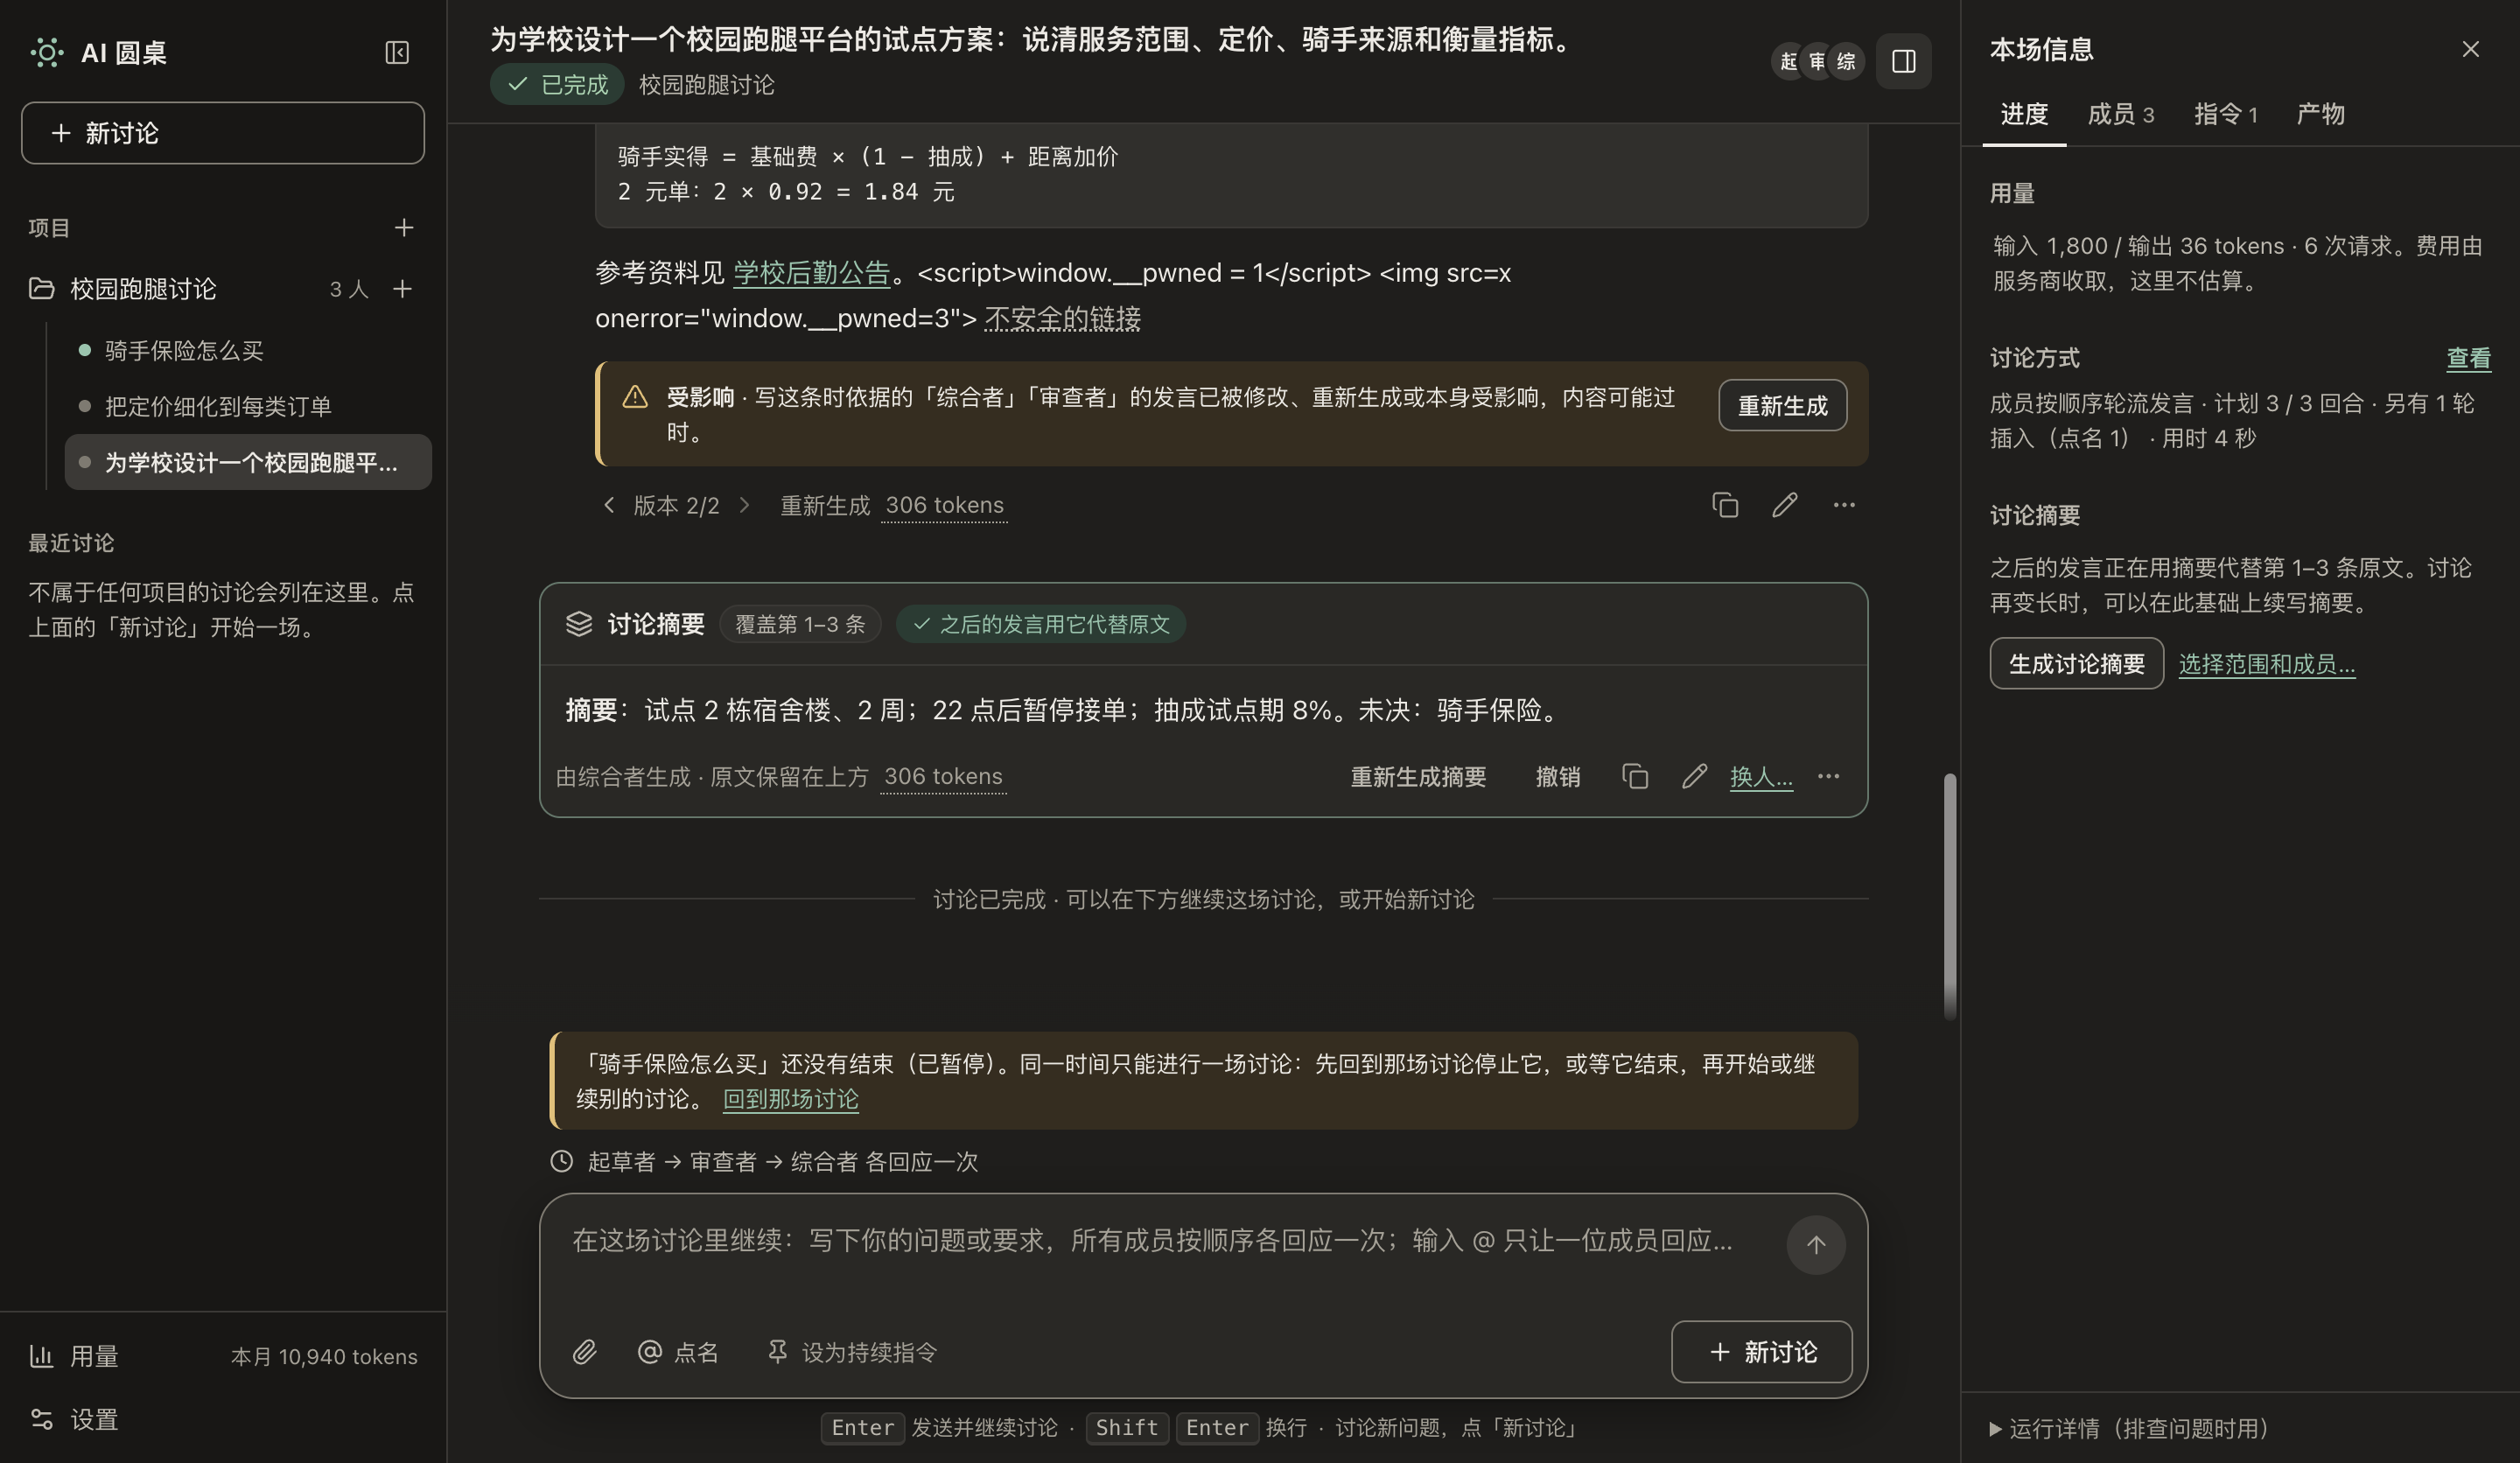 AI 圆桌
新讨论
项目
校园跑腿讨论 3 人
骑手保险怎么买
把定价细化到每类订单
为学校设计一个校园跑腿平...
最近讨论
不属于任何项目的讨论会列在这里。点
上面的「新讨论」开始一场。
用量 本月 10,940 tokens
设置
为学校设计一个校园跑腿平台的试点方案：说清服务范围、定价、骑手来源和衡量指标。
已完成 校园跑腿讨论
起 审 综
骑手实得 = 基础费 × (1 − 抽成) + 距离加价
2 元单：2 × 0.92 = 1.84 元
参考资料见 学校后勤公告。<script>window.__pwned = 1</script> <img src=x
onerror="window.__pwned=3"> 不安全的链接
受影响 · 写这条时依据的「综合者」「审查者」的发言已被修改、重新生成或本身受影响，内容可能过
时。
重新生成
版本 2/2 重新生成 306 tokens
讨论摘要 覆盖第 1–3 条 之后的发言用它代替原文
摘要：试点 2 栋宿舍楼、2 周；22 点后暂停接单；抽成试点期 8%。未决：骑手保险。
由综合者生成 · 原文保留在上方 306 tokens 重新生成摘要 撤销 换人...
讨论已完成 · 可以在下方继续这场讨论，或开始新讨论
「骑手保险怎么买」还没有结束（已暂停）。同一时间只能进行一场讨论：先回到那场讨论停止它，或等它结束，再开始或继
续别的讨论。 回到那场讨论
起草者 → 审查者 → 综合者 各回应一次
在这场讨论里继续：写下你的问题或要求，所有成员按顺序各回应一次；输入 @ 只让一位成员回应...
点名 设为持续指令 新讨论
Enter 发送并继续讨论 · Shift Enter 换行 · 讨论新问题，点「新讨论」
本场信息
进度 成员 3 指令 1 产物
用量
输入 1,800 / 输出 36 tokens · 6 次请求。费用由
服务商收取，这里不估算。
讨论方式 查看
成员按顺序轮流发言 · 计划 3 / 3 回合 · 另有 1 轮
插入（点名 1） · 用时 4 秒
讨论摘要
之后的发言正在用摘要代替第 1–3 条原文。讨论
再变长时，可以在此基础上续写摘要。
生成讨论摘要 选择范围和成员...
运行详情（排查问题时用）